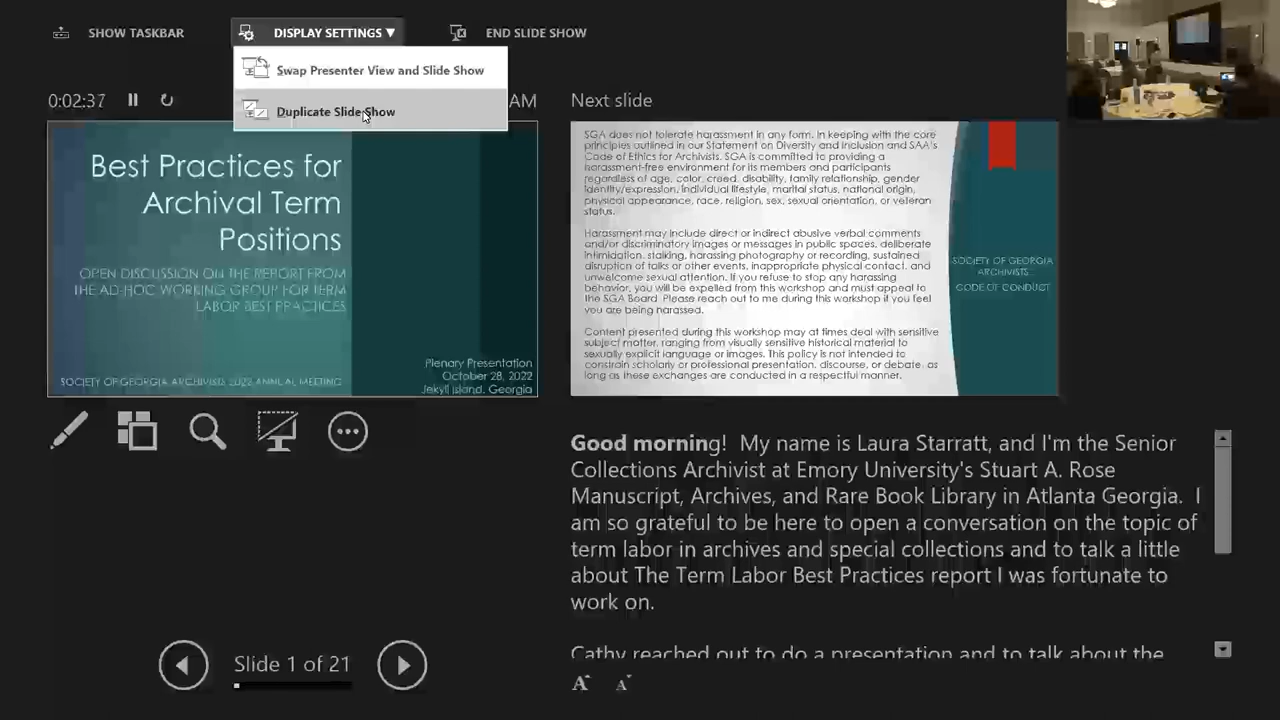 SHOW TASKBAR
DISPLAY SETTINGS ▼
END SLIDE SHOW
Swap Presenter View and Slide Show
Duplicate Slide Show
0:02:37
AM
Next slide
Best Practices for
Archival Term
Positions
OPEN DISCUSSION ON THE REPORT FROM
THE AD-HOC WORKING GROUP FOR TERM
LABOR BEST PRACTICES
SOCIETY OF GEORGIA ARCHIVISTS 2022 ANNUAL MEETING
Plenary Presentation
October 28, 2022
Jekyll Island, Georgia
SGA does not tolerate harassment in any form. In keeping with the core
principles outlined in our Statement on Diversity and Inclusion and SAA's
Code of Ethics for Archivists, SGA is committed to providing a
harassment-free environment for its members and participants
regardless of age, color, creed, disability, family relationship, gender
identity/expression, individual lifestyle, marital status, national origin,
physical appearance, race, religion, sex, sexual orientation, or veteran
status.
Harassment may include direct or indirect abusive verbal comments
and/or discriminatory images or messages in public spaces, deliberate
intimidation, stalking, harassing photography or recording, sustained
disruption of talks or other events, inappropriate physical contact, and
unwelcome sexual attention. If you refuse to stop any harassing
behavior, you will be expelled from this workshop and must appeal to
the SGA Board. Please reach out to me during this workshop if you feel
you are being harassed.
Content presented during this workshop may at times deal with sensitive
subject matter, ranging from visually sensitive historical material to
sexually explicit language or images. This policy is not intended to
constrain scholarly or professional presentation, discourse, or debate, as
long as these exchanges are conducted in a respectful manner.
SOCIETY OF GEORGIA
ARCHIVISTS
CODE OF CONDUCT
Good morning! My name is Laura Starratt, and I'm the Senior
Collections Archivist at Emory University's Stuart A. Rose
Manuscript, Archives, and Rare Book Library in Atlanta Georgia. I
am so grateful to be here to open a conversation on the topic of
term labor in archives and special collections and to talk a little
about The Term Labor Best Practices report I was fortunate to
work on.
Cathy reached out to do a presentation and to talk about the
Slide 1 of 21
A A